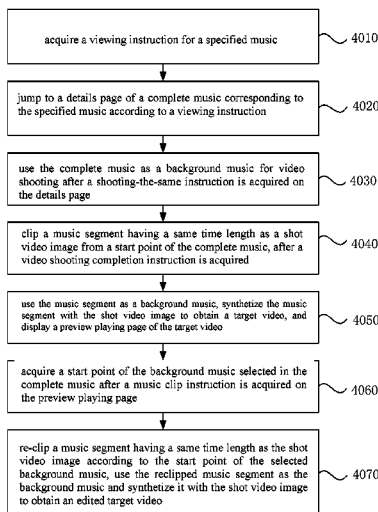 acquire a viewing instruction for a specified music
4010
jump to a details page of a complete music corresponding to
the specified music according to a viewing instruction
4020
use the complete music as a background music for video
shooting after a shooting-the-same instruction is acquired on
the details page
4030
clip a music segment having a same time length as a shot
video image from a start point of the complete music, after a
video shooting completion instruction is acquired
4040
use the music segment as a background music, synthetize the music
segment with the shot video image to obtain a target video, and
display a preview playing page of the target video
4050
acquire a start point of the background music selected in the
complete music after a music clip instruction is acquired on
the preview playing page
4060
re-clip a music segment having a same time length as the shot
video image according to the start point of the selected
background music, use the reclipped music segment as the
background music and synthetize it with the shot video image
to obtain an edited target video
4070